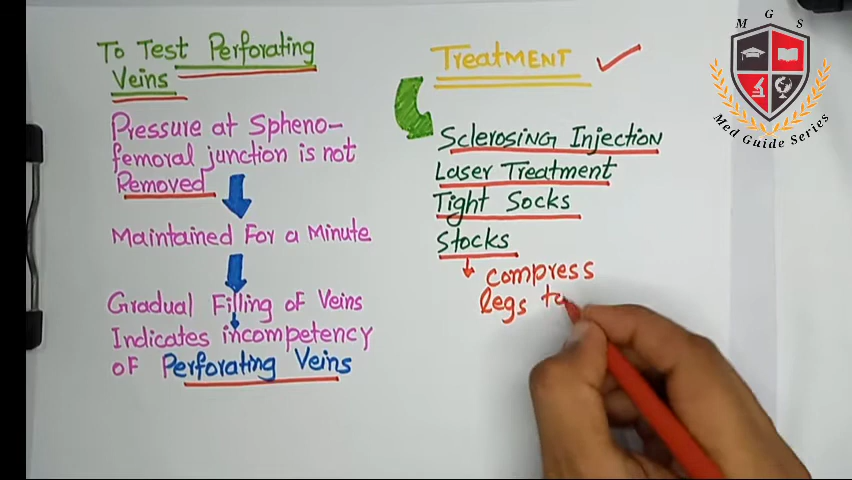 To Test Perforating
Veins
Pressure at Spheno-
femoral junction is not
Removed
Maintained For a Minute
Gradual Filling of Veins
Indicates incompetency
of Perforating Veins
Treatment
Sclerosing Injection
Laser Treatment
Tight Socks
Stocks
compress
legs to
M G S
Med Guide Series